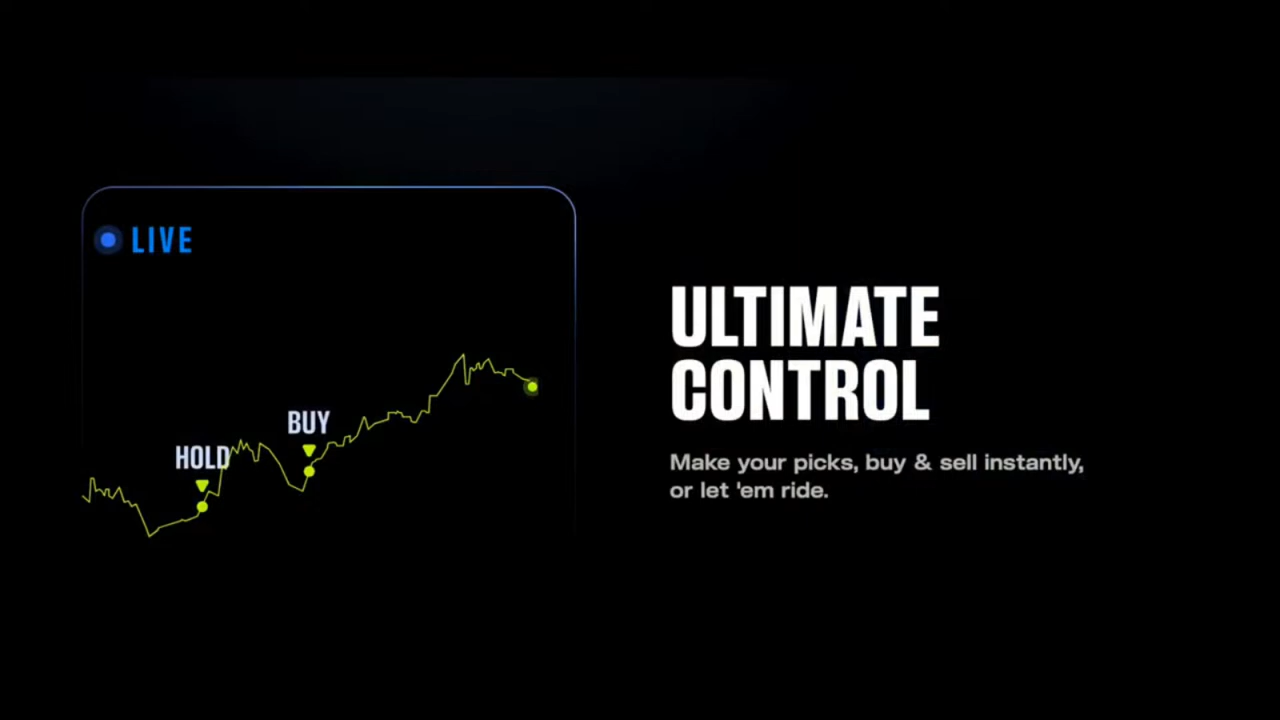 LIVE
HOLD
BUY
ULTIMATE
CONTROL
Make your picks, buy & sell instantly,
or let 'em ride.